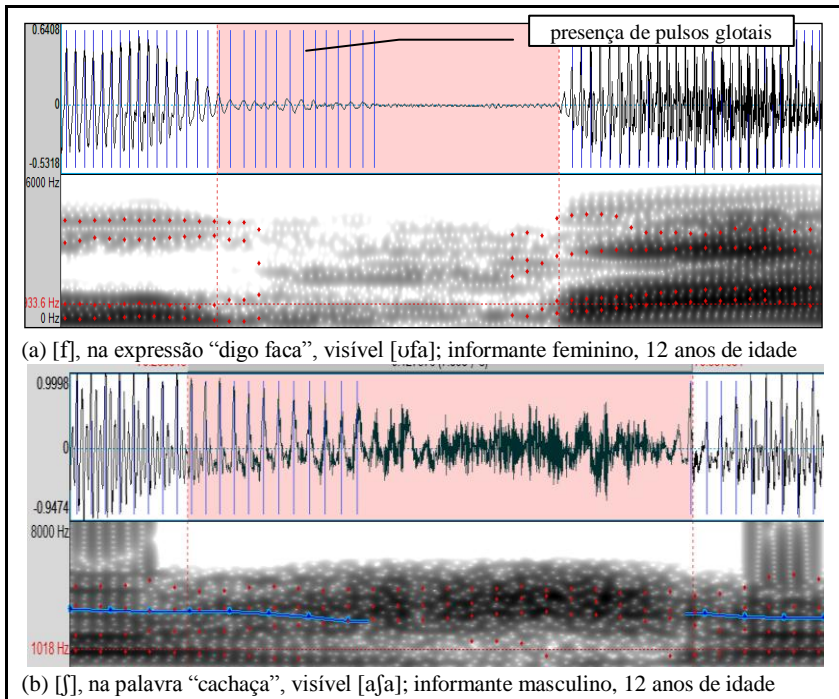 0.6408
presença de pulsos glotais
0
-0.5318
6000 Hz
933.6 Hz
0 Hz
(a) [f], na expressão “digo faca”, visível [ʊfa]; informante feminino, 12 anos de idade
0.9998
0
-0.9474
8000 Hz
1018 Hz
(b) [ʃ], na palavra “cachaça”, visível [aʃa]; informante masculino, 12 anos de idade